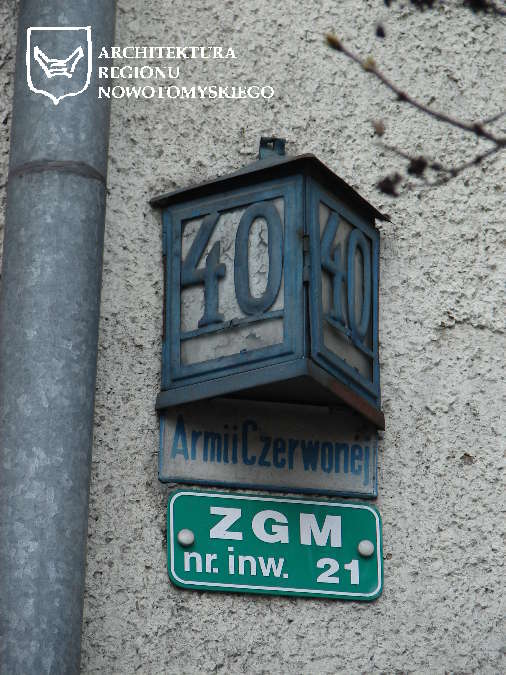 ARCHITEKTURA
REGIONU
NOWOTOMYSKIEGO
40
40
Armii Czerwonej
ZGM
nr. inw. 21